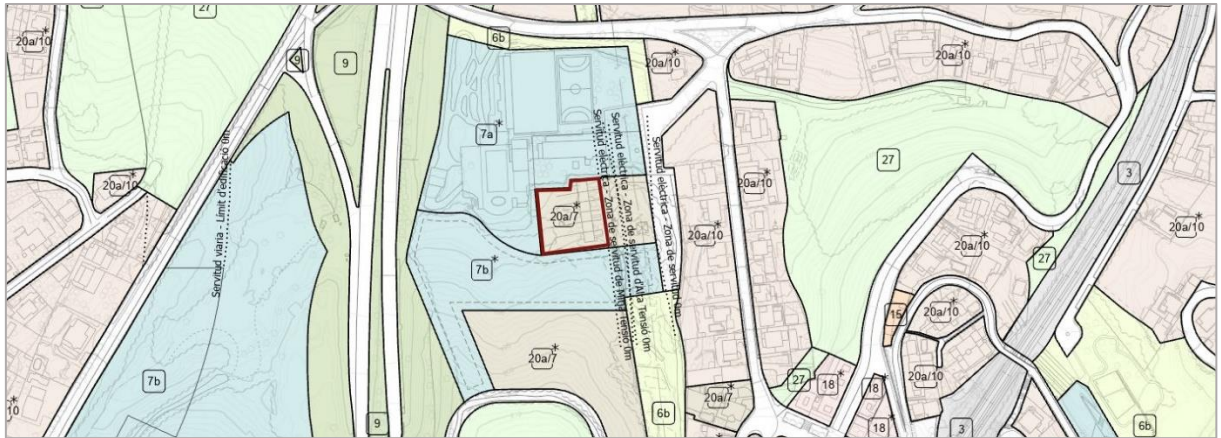 27
20a/10*
9
9
6b
20a/10*
20a/10*
7a*
27
3
20a/10*
20a/7*
20a/10*
20a/10*
20a/10*
Servitud viaria - Límit d'edificació 0m
Servitud elèctrica - Zona de servitud de Mitja Tensió 0m
Servitud elèctrica - Zona de servitud d'Alta Tensió 0m
Servitud elèctrica - Zona de servitud 0m
7b*
27
15
20a/10*
20a/7*
20a/10*
7b
27
18*
18*
20a/7*
10
9
6b
18*
3
6b